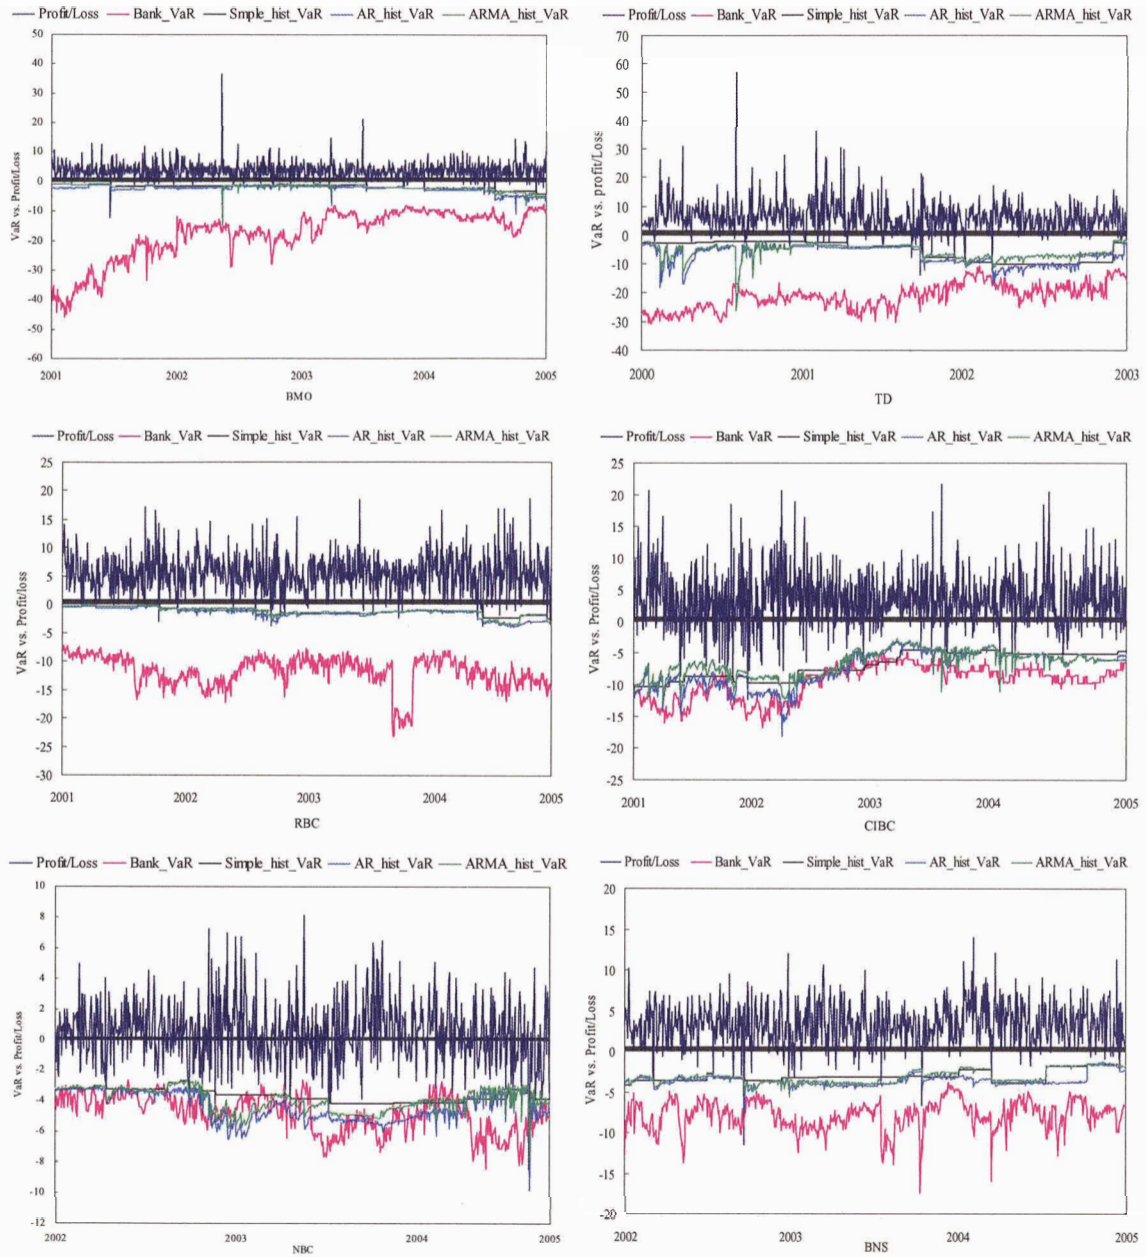 Profit/Loss Bank_VaR Smple_hist_VaR AR_hist_VaR ARMA_hist_VaR
50
40
30
20
10
0
-10
-20
-30
-40
-50
-60
VaR vs. Profit/Loss
2001 2002 2003 2004 2005
BMO
Profit/Loss Bank_VaR Simple_hist_VaR AR_hist_VaR ARMA_hist_VaR
70
60
50
40
30
20
10
0
-10
-20
-30
-40
VaR vs. profit/Loss
2000 2001 2002 2003
TD
Profit/Loss Bank_VaR Simple_hist_VaR AR_hist_VaR ARMA_hist_VaR
25
20
15
10
5
0
-5
-10
-15
-20
-25
-30
VaR vs. Profit/loss
2001 2002 2003 2004 2005
RBC
Profit/Loss Bank VaR Simple_hist_VaR AR_hist_VaR ARMA_hist_VaR
25
20
15
10
5
0
-5
-10
-15
-20
-25
VaR vs. Profit/Loss
2001 2002 2003 2004 2005
CIBC
Profit/Loss Bank_VaR Simple_hist_VaR AR_hist_VaR ARMA_hist_VaR
10
8
6
4
2
0
-2
-4
-6
-8
-10
-12
VaR vs. Profit/Loss
2002 2003 2004 2005
NBC
Profit/Loss Bank_VaR Simple_hist_VaR AR_hist_VaR ARMA_hist_VaR
20
15
10
5
0
-5
-10
-15
-20
VaR vs. Profit/Loss
2002 2003 2004 2005
BNS